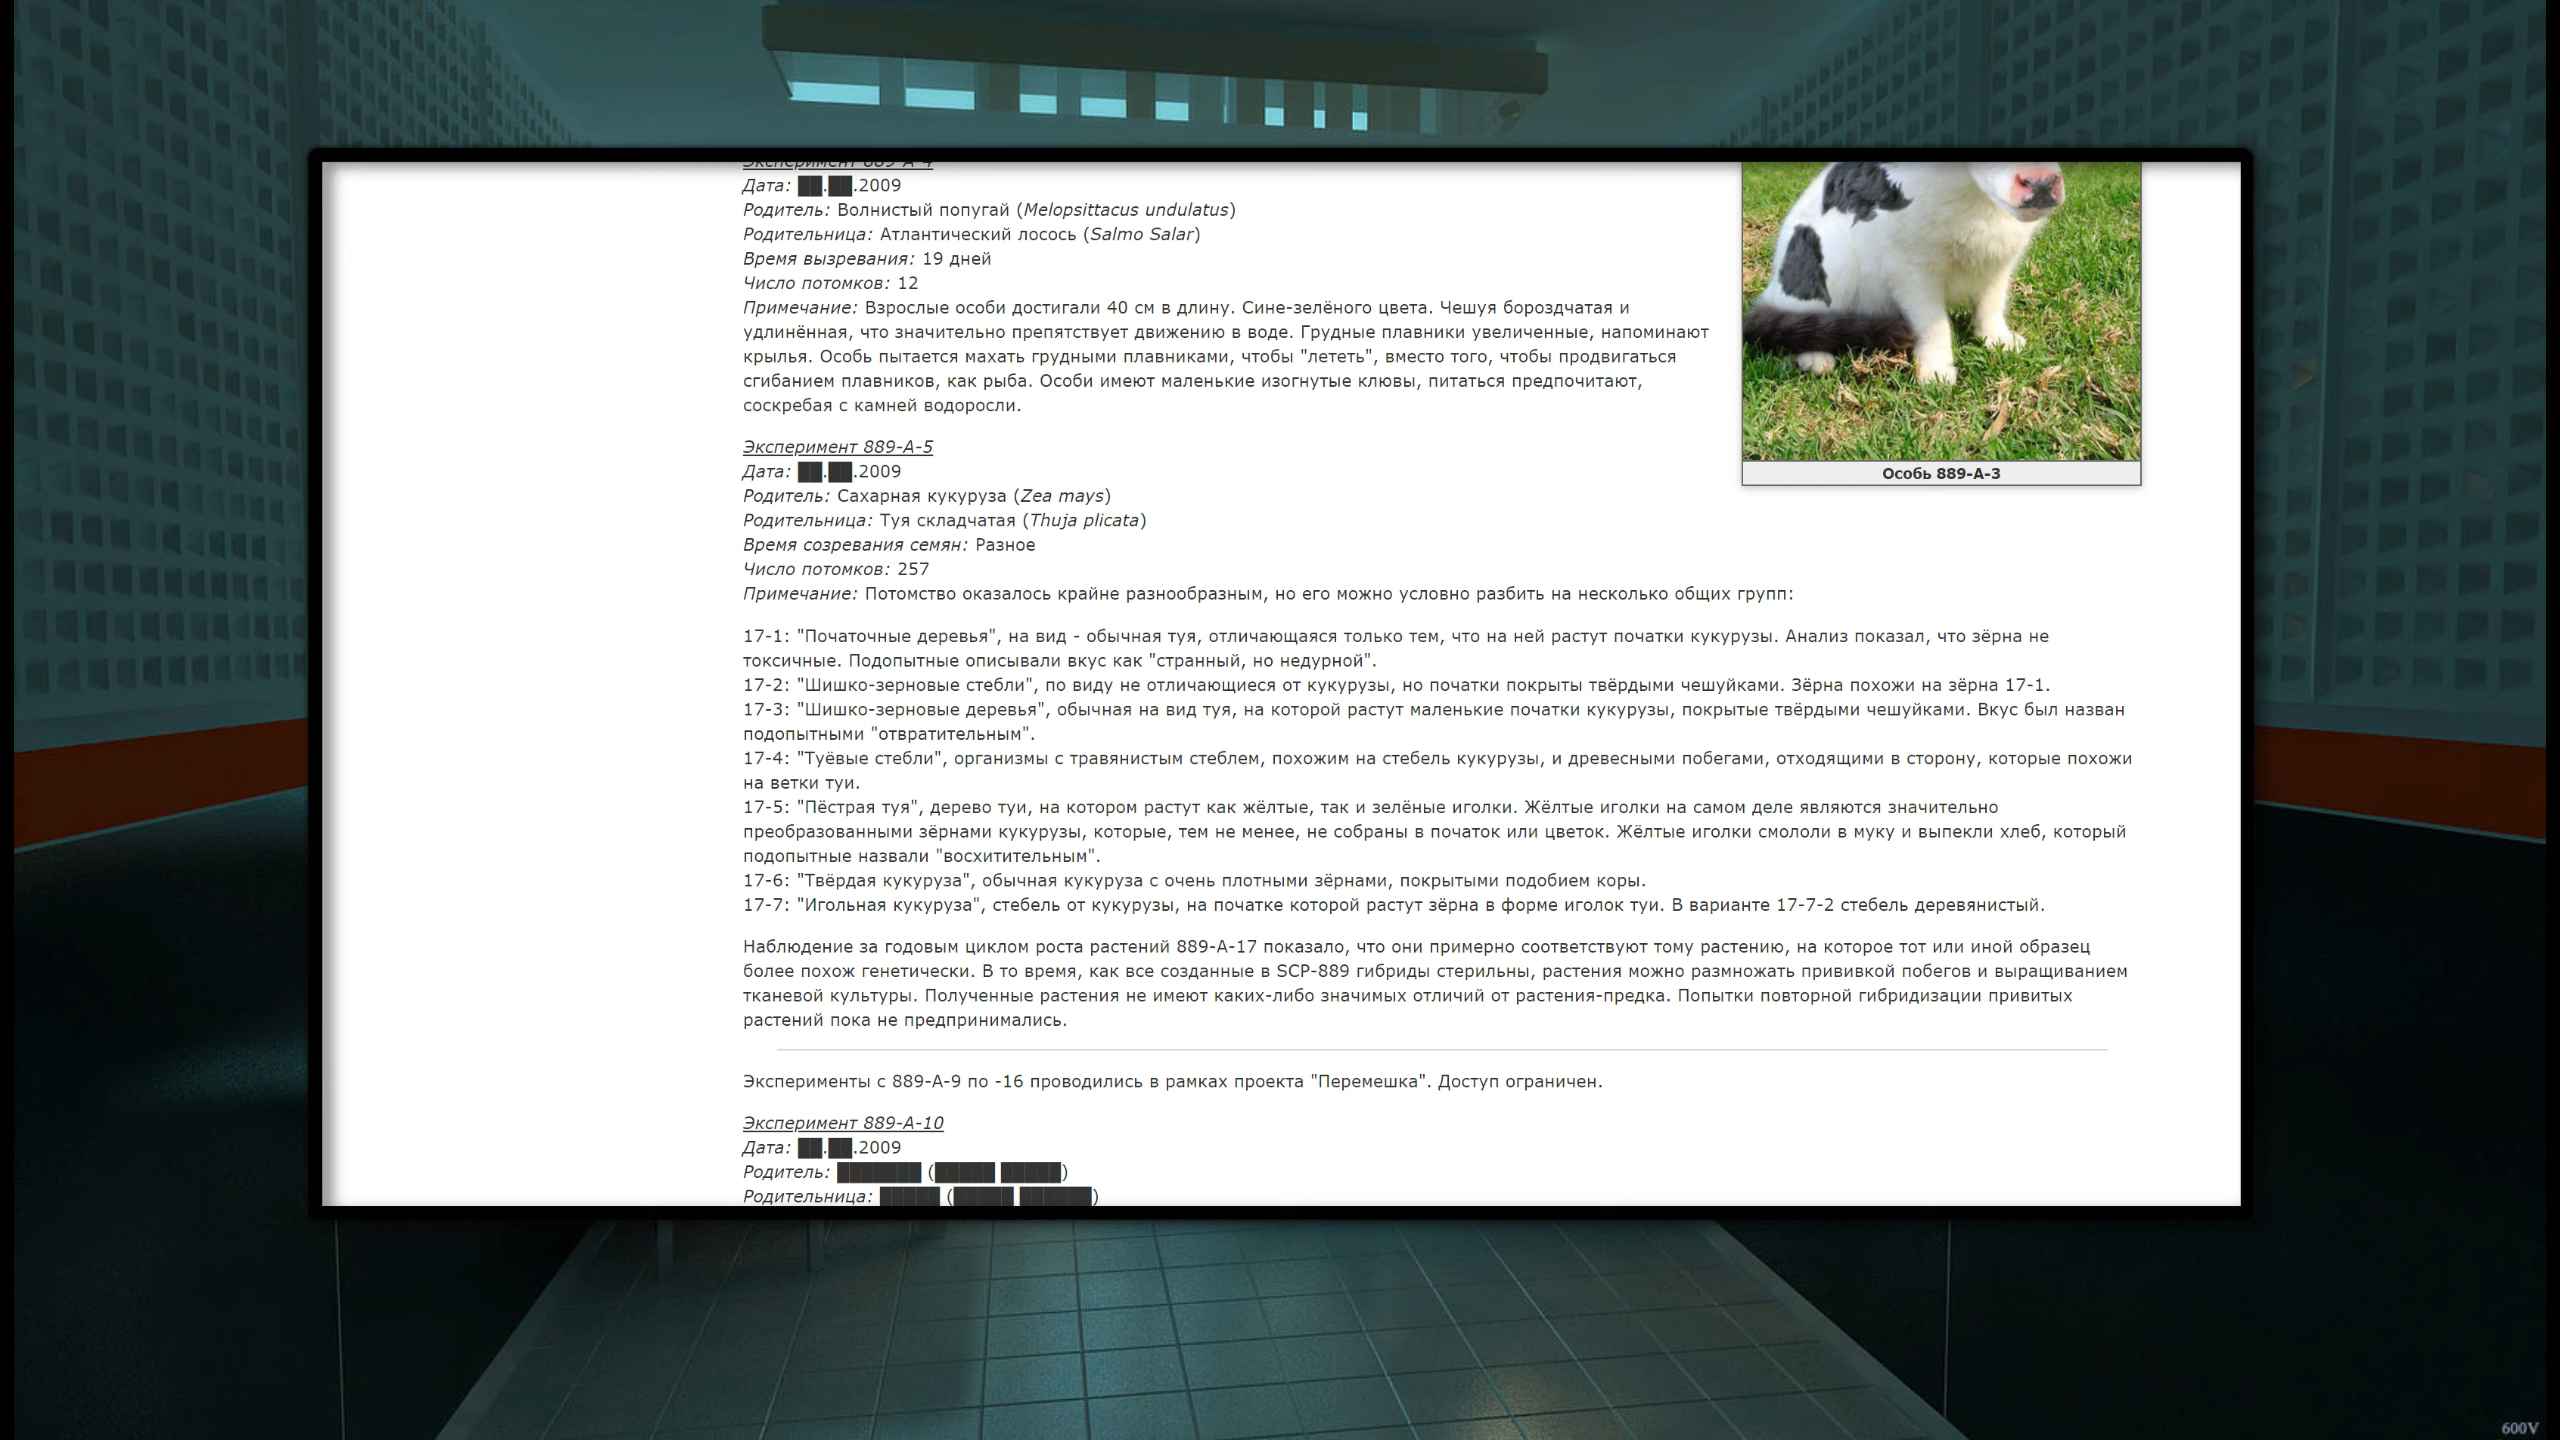 Эксперимент 889-А-4
Дата: ██.██.2009
Родитель: Волнистый попугай (Melopsittacus undulatus)
Родительница: Атлантический лосось (Salmo Salar)
Время вызревания: 19 дней
Число потомков: 12
Примечание: Взрослые особи достигали 40 см в длину. Сине-зелёного цвета. Чешуя бороздчатая и
удлинённая, что значительно препятствует движению в воде. Грудные плавники увеличенные, напоминают
крылья. Особь пытается махать грудными плавниками, чтобы "лететь", вместо того, чтобы продвигаться
сгибанием плавников, как рыба. Особи имеют маленькие изогнутые клювы, питаться предпочитают,
соскребая с камней водоросли.
Особь 889-А-3
Эксперимент 889-А-5
Дата: ██.██.2009
Родитель: Сахарная кукуруза (Zea mays)
Родительница: Туя складчатая (Thuja plicata)
Время созревания семян: Разное
Число потомков: 257
Примечание: Потомство оказалось крайне разнообразным, но его можно условно разбить на несколько общих групп:
17-1: "Початочные деревья", на вид - обычная туя, отличающаяся только тем, что на ней растут початки кукурузы. Анализ показал, что зёрна не
токсичные. Подопытные описывали вкус как "странный, но недурной".
17-2: "Шишко-зерновые стебли", по виду не отличающиеся от кукурузы, но початки покрыты твёрдыми чешуйками. Зёрна похожи на зёрна 17-1.
17-3: "Шишко-зерновые деревья", обычная на вид туя, на которой растут маленькие початки кукурузы, покрытые твёрдыми чешуйками. Вкус был назван
подопытными "отвратительным".
17-4: "Туёвые стебли", организмы с травянистым стеблем, похожим на стебель кукурузы, и древесными побегами, отходящими в сторону, которые похожи
на ветки туи.
17-5: "Пёстрая туя", дерево туи, на котором растут как жёлтые, так и зелёные иголки. Жёлтые иголки на самом деле являются значительно
преобразованными зёрнами кукурузы, которые, тем не менее, не собраны в початок или цветок. Жёлтые иголки смололи в муку и выпекли хлеб, который
подопытные назвали "восхитительным".
17-6: "Твёрдая кукуруза", обычная кукуруза с очень плотными зёрнами, покрытыми подобием коры.
17-7: "Игольная кукуруза", стебель от кукурузы, на початке которой растут зёрна в форме иголок туи. В варианте 17-7-2 стебель деревянистый.
Наблюдение за годовым циклом роста растений 889-А-17 показало, что они примерно соответствуют тому растению, на которое тот или иной образец
более похож генетически. В то время, как все созданные в SCP-889 гибриды стерильны, растения можно размножать прививкой побегов и выращиванием
тканевой культуры. Полученные растения не имеют каких-либо значимых отличий от растения-предка. Попытки повторной гибридизации привитых
растений пока не предпринимались.
Эксперименты с 889-А-9 по -16 проводились в рамках проекта "Перемешка". Доступ ограничен.
Эксперимент 889-А-10
Дата: ██.██.2009
Родитель: ███████ (█████ █████)
Родительница: █████ (█████ ██████)
600V